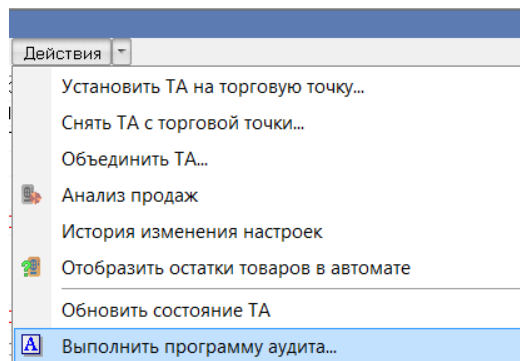 Действия
Установить ТА на торговую точку...
Снять ТА с торговой точки...
Объединить ТА...
Анализ продаж
История изменения настроек
Отобразить остатки товаров в автомате
Обновить состояние ТА
A Выполнить программу аудита...